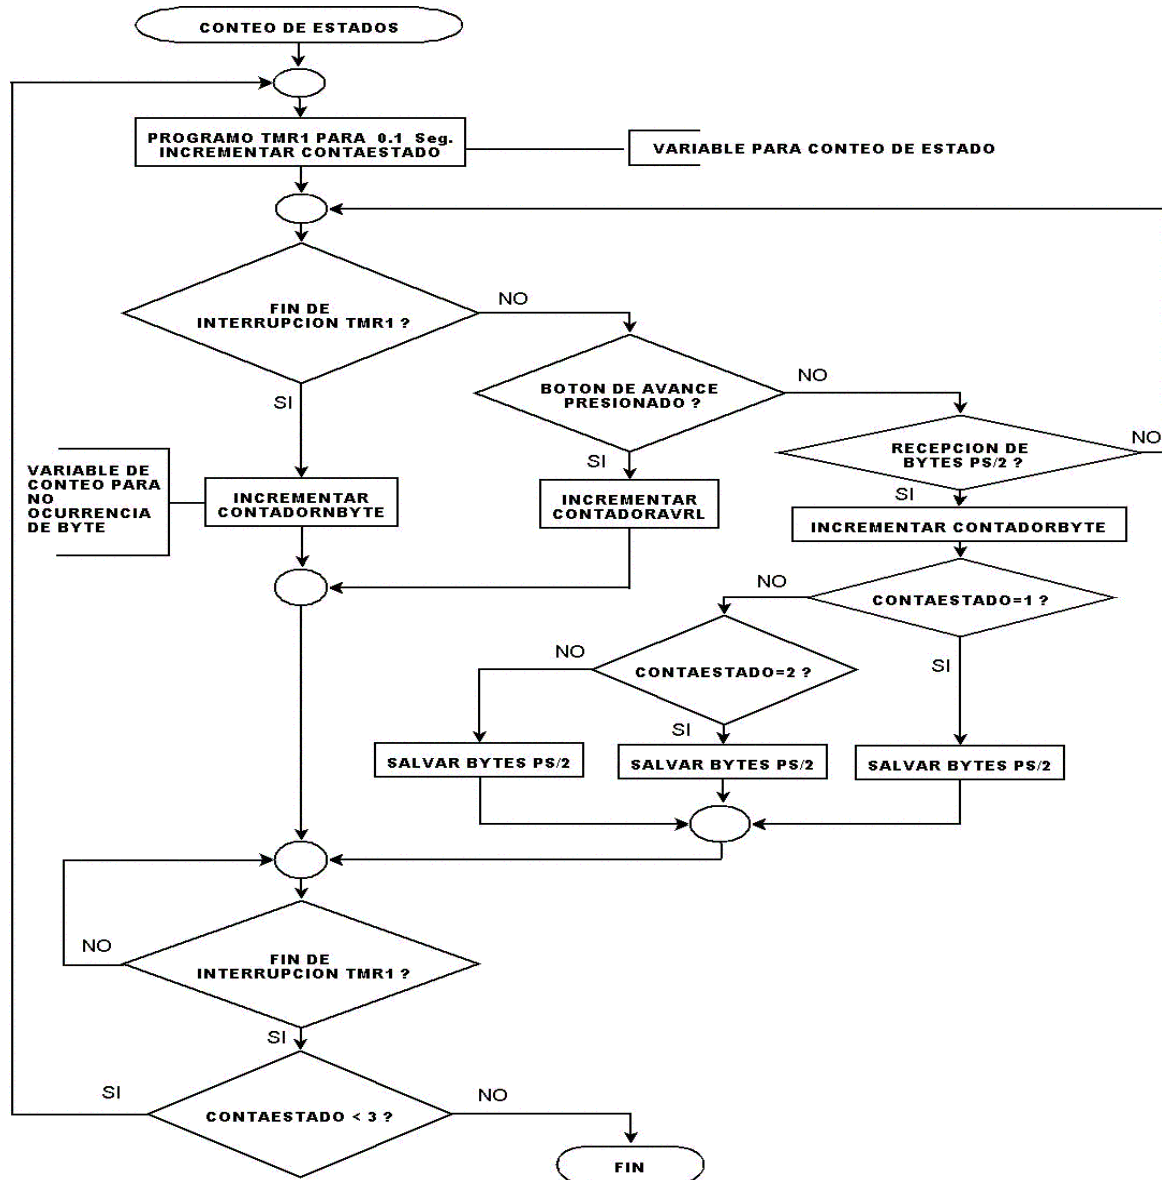 CONTEO DE ESTADOS
PROGRAMO TMR1 PARA 0.1 Seg.
INCREMENTAR CONTAESTADO
VARIABLE PARA CONTEO DE ESTADO
FIN DE
INTERRUPCION TMR1 ?
NO
SI
BOTON DE AVANCE
PRESIONADO ?
NO
SI
RECEPCION DE
BYTES PS/2 ?
NO
SI
VARIABLE DE
CONTEO PARA
NO
OCURRENCIA
DE BYTE
INCREMENTAR
CONTADORNBYTE
INCREMENTAR
CONTADORAVRL
INCREMENTAR CONTADORBYTE
CONTAESTADO=1 ?
NO
SI
CONTAESTADO=2 ?
NO
SI
SALVAR BYTES PS/2
SALVAR BYTES PS/2
SALVAR BYTES PS/2
FIN DE
INTERRUPCION TMR1 ?
NO
SI
CONTAESTADO < 3 ?
SI
NO
FIN